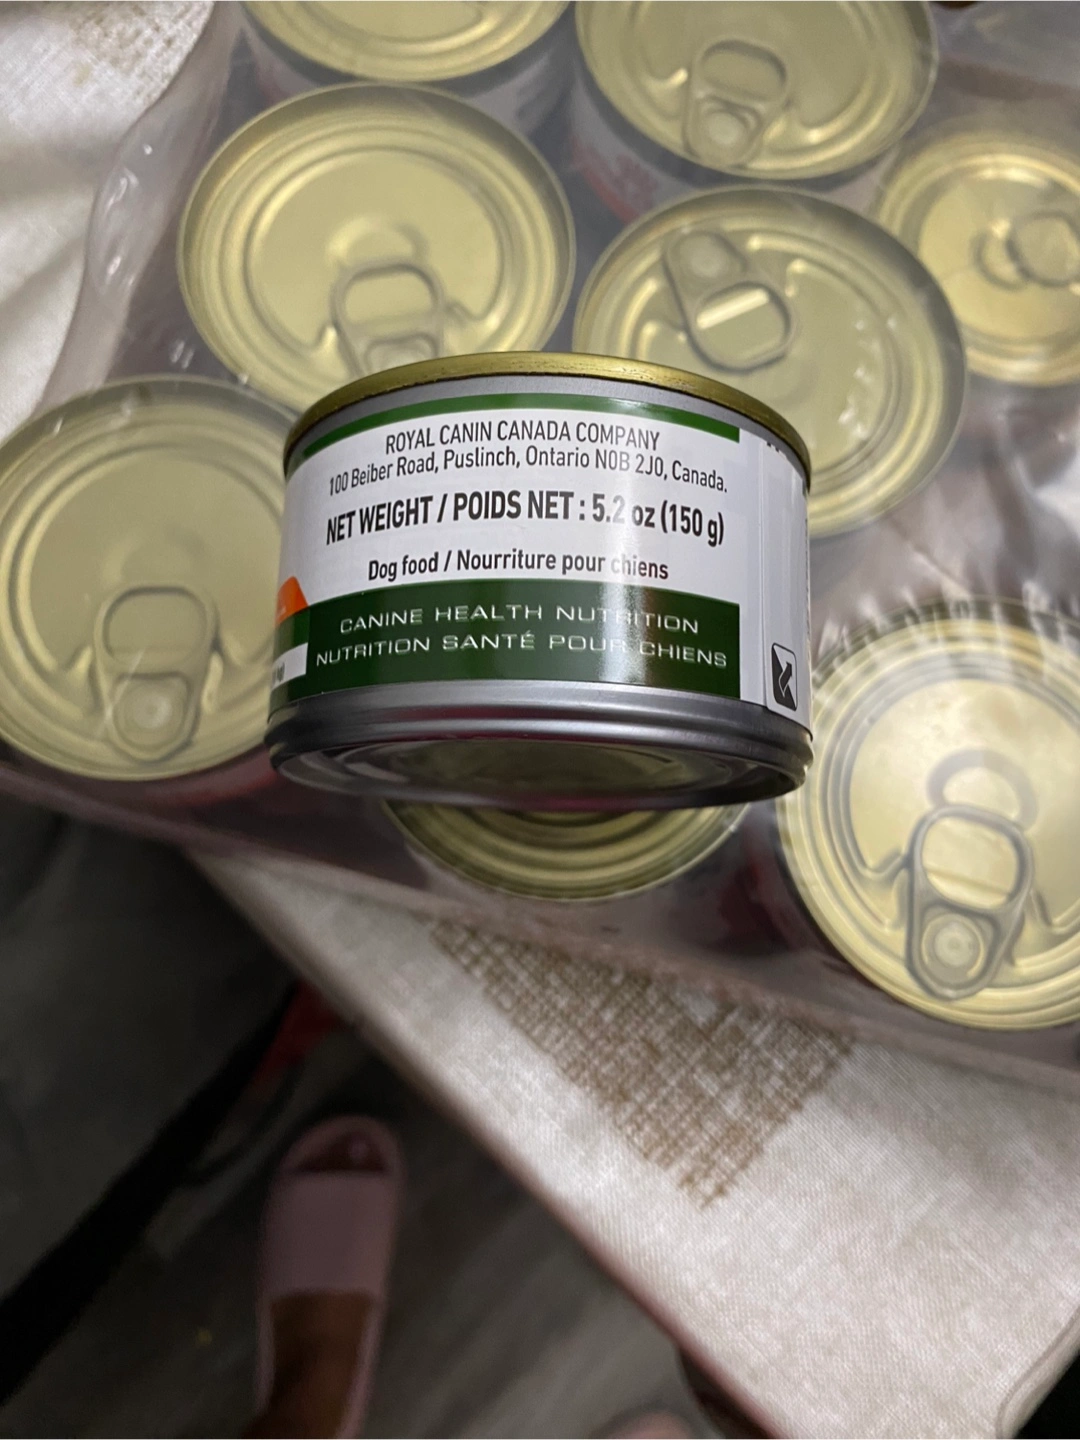 ROYAL CANIN CANADA COMPANY
100 Beiber Road, Puslinch, Ontario N0B 2J0, Canada.
NET WEIGHT / POIDS NET : 5.2 oz (150 g)
Dog food / Nourriture pour chiens
CANINE HEALTH NUTRITION
NUTRITION SANTÉ POUR CHIENS